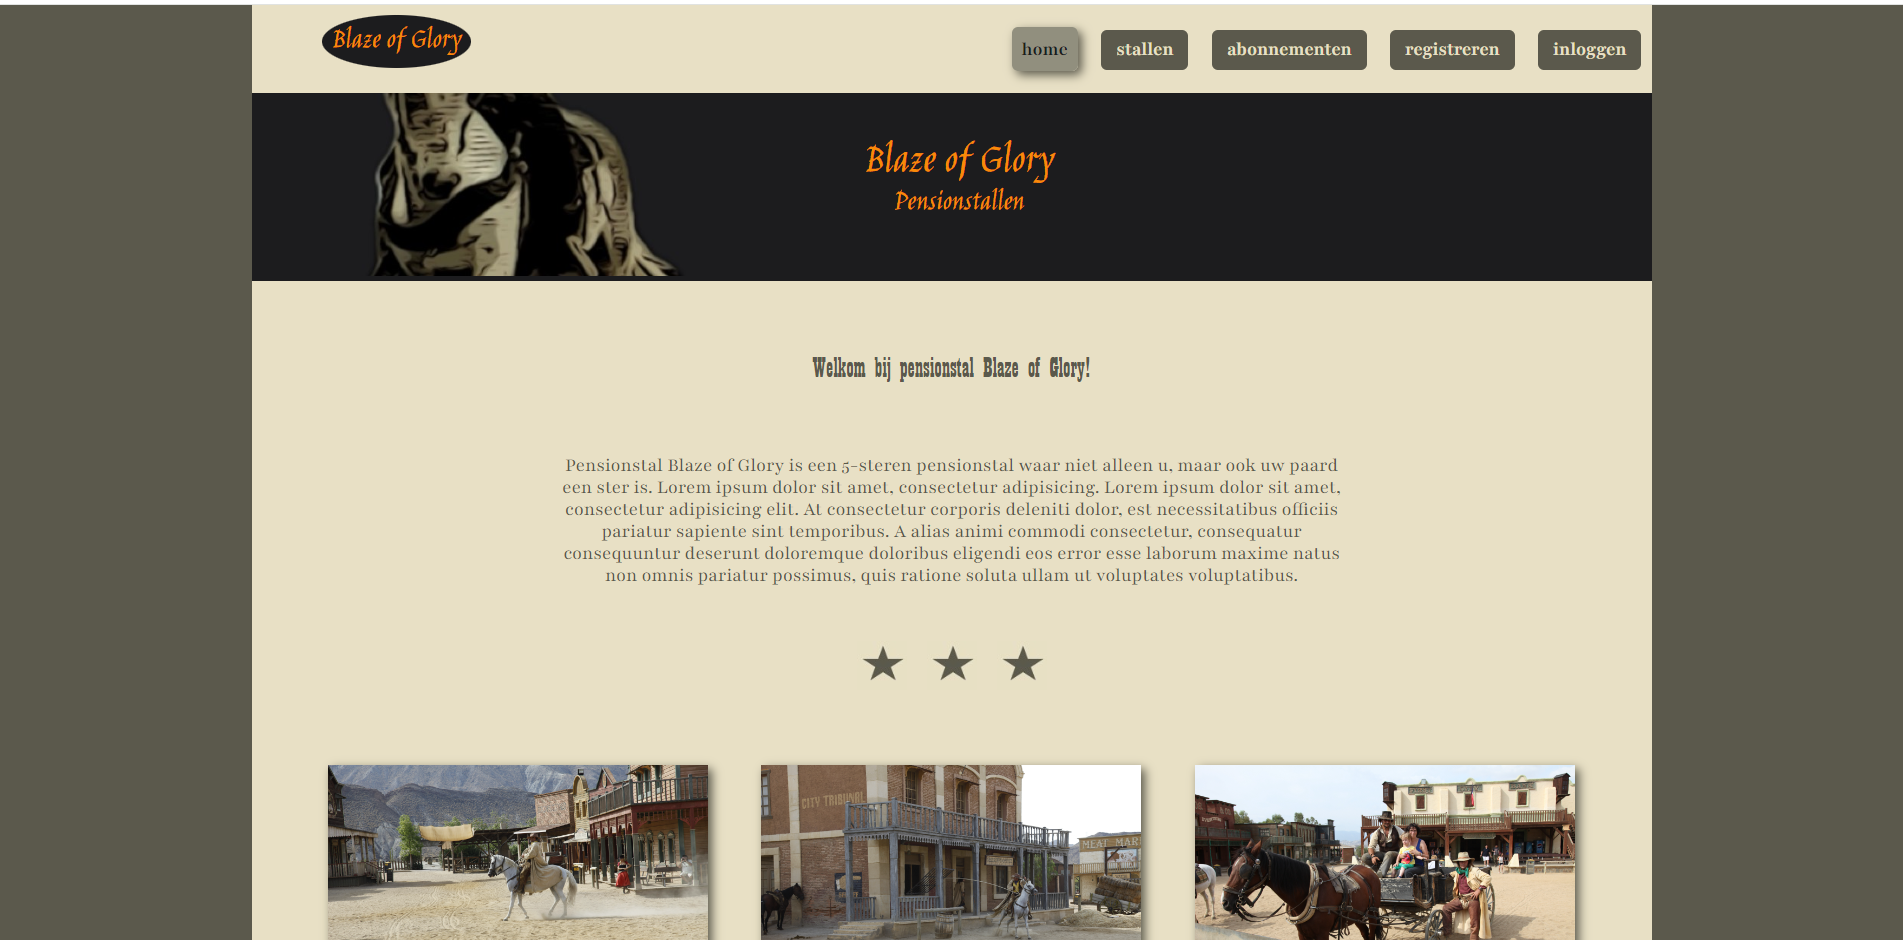 Blaze of Glory
home
stallen
abonnementen
registreren
inloggen
Blaze of Glory
Pensionstallen
Welkom bij pensionstal Blaze of Glory!
Pensionstal Blaze of Glory is een 5-steren pensionstal waar niet alleen u, maar ook uw paard
een ster is. Lorem ipsum dolor sit amet, consectetur adipisicing. Lorem ipsum dolor sit amet,
consectetur adipisicing elit. At consectetur corporis deleniti dolor, est necessitatibus officiis
pariatur sapiente sint temporibus. A alias animi commodi consectetur, consequatur
consequuntur deserunt doloremque doloribus eligendi eos error esse laborum maxime natus
non omnis pariatur possimus, quis ratione soluta ullam ut voluptates voluptatibus.
CITY TRIBUNAL
MEAT MAR